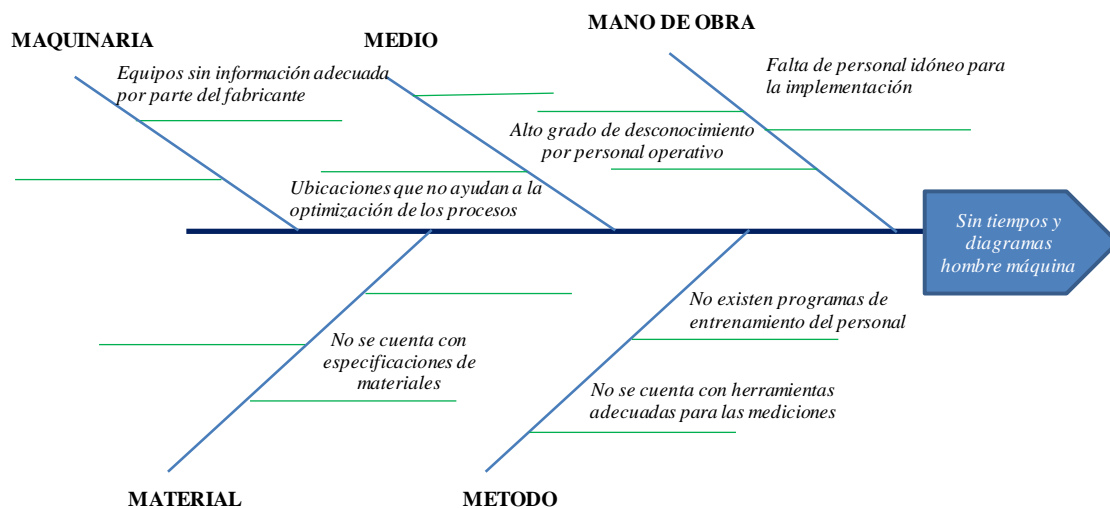 MANO DE OBRA
MAQUINARIA
MEDIO
Equipos sin información adecuada
por parte del fabricante
Falta de personal idóneo para
la implementación
Alto grado de desconocimiento
por personal operativo
Ubicaciones que no ayudan a la
optimización de los procesos
Sin tiempos y
diagramas
hombre máquina
No existen programas de
entrenamiento del personal
No se cuenta con
especificaciones de
materiales
No se cuenta con herramientas
adecuadas para las mediciones
MATERIAL
METODO